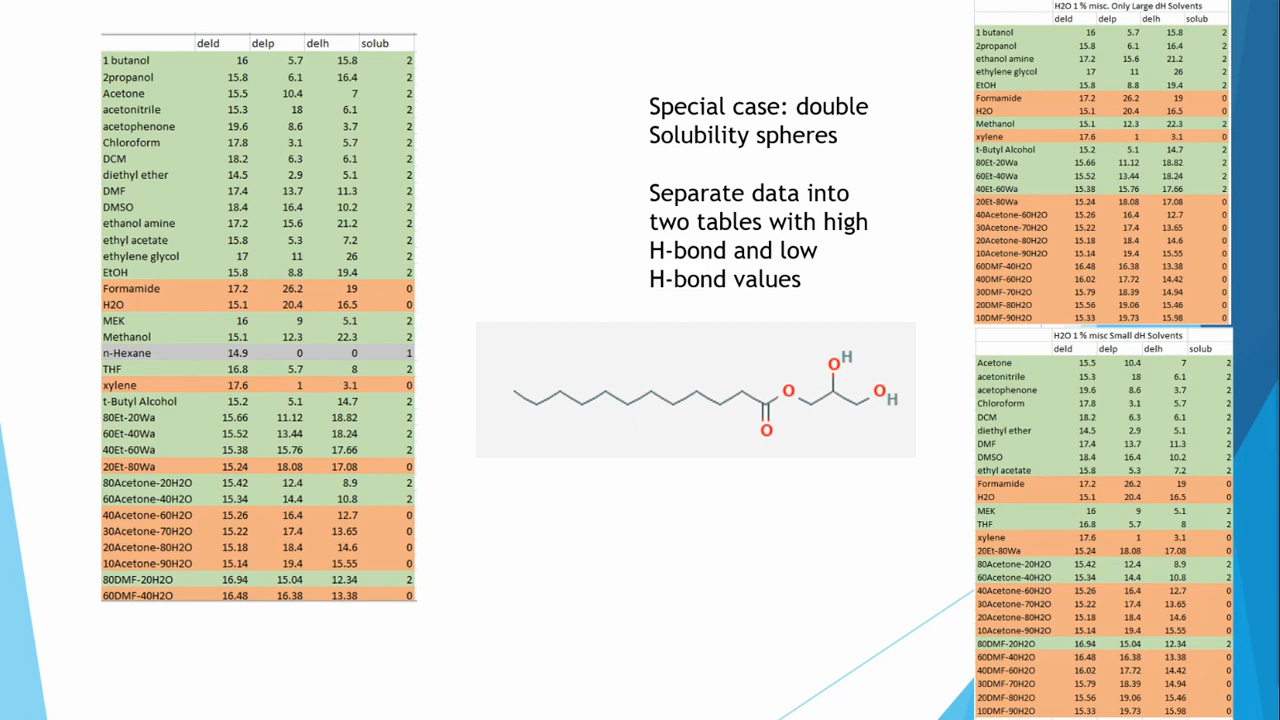 deld delp delh solub
1 butanol 16 5.7 15.8 2
2propanol 15.8 6.1 16.4 2
Acetone 15.5 10.4 7 2
acetonitrile 15.3 18 6.1 2
acetophenone 19.6 8.6 3.7 2
Chloroform 17.8 3.1 5.7 2
DCM 18.2 6.3 6.1 2
diethyl ether 14.5 2.9 5.1 2
DMF 17.4 13.7 11.3 2
DMSO 18.4 16.4 10.2 2
ethanol amine 17.2 15.6 21.2 2
ethyl acetate 15.8 5.3 7.2 2
ethylene glycol 17 11 26 2
EtOH 15.8 8.8 19.4 2
Formamide 17.2 26.2 19 0
H2O 15.1 20.4 16.5 0
MEK 16 9 5.1 2
Methanol 15.1 12.3 22.3 2
n-Hexane 14.9 0 0 1
THF 16.8 5.7 8 2
xylene 17.6 1 3.1 0
t-Butyl Alcohol 15.2 5.1 14.7 2
80Et-20Wa 15.66 11.12 18.82 2
60Et-40Wa 15.52 13.44 18.24 2
40Et-60Wa 15.38 15.76 17.66 2
20Et-80Wa 15.24 18.08 17.08 0
80Acetone-20H2O 15.42 12.4 8.9 2
60Acetone-40H2O 15.34 14.4 10.8 2
40Acetone-60H2O 15.26 16.4 12.7 0
30Acetone-70H2O 15.22 17.4 13.65 0
20Acetone-80H2O 15.18 18.4 14.6 0
10Acetone-90H2O 15.14 19.4 15.55 0
80DMF-20H2O 16.94 15.04 12.34 2
60DMF-40H2O 16.48 16.38 13.38 0
Special case: double
Solubility spheres
Separate data into
two tables with high
H-bond and low
H-bond values
O H
O
O H
O
H2O 1 % misc. Only Large dH Solvents
deld delp delh solub
1 butanol 16 5.7 15.8 2
2propanol 15.8 6.1 16.4 2
ethanol amine 17.2 15.6 21.2 2
ethylene glycol 17 11 26 2
EtOH 15.8 8.8 19.4 2
Formamide 17.2 26.2 19 0
H2O 15.1 20.4 16.5 0
Methanol 15.1 12.3 22.3 2
xylene 17.6 1 3.1 0
t-Butyl Alcohol 15.2 5.1 14.7 2
80Et-20Wa 15.66 11.12 18.82 2
60Et-40Wa 15.52 13.44 18.24 2
40Et-60Wa 15.38 15.76 17.66 2
20Et-80Wa 15.24 18.08 17.08 0
40Acetone-60H2O 15.26 16.4 12.7 0
30Acetone-70H2O 15.22 17.4 13.65 0
20Acetone-80H2O 15.18 18.4 14.6 0
10Acetone-90H2O 15.14 19.4 15.55 0
60DMF-40H2O 16.48 16.38 13.38 0
40DMF-60H2O 16.02 17.72 14.42 0
30DMF-70H2O 15.79 18.39 14.94 0
20DMF-80H2O 15.56 19.06 15.46 0
10DMF-90H2O 15.33 19.73 15.98 0
H2O 1 % misc Small dH Solvents
deld delp delh solub
Acetone 15.5 10.4 7 2
acetonitrile 15.3 18 6.1 2
acetophenone 19.6 8.6 3.7 2
Chloroform 17.8 3.1 5.7 2
DCM 18.2 6.3 6.1 2
diethyl ether 14.5 2.9 5.1 2
DMF 17.4 13.7 11.3 2
DMSO 18.4 16.4 10.2 2
ethyl acetate 15.8 5.3 7.2 2
Formamide 17.2 26.2 19 0
H2O 15.1 20.4 16.5 0
MEK 16 9 5.1 2
THF 16.8 5.7 8 2
xylene 17.6 1 3.1 0
20Et-80Wa 15.24 18.08 17.08 0
80Acetone-20H2O 15.42 12.4 8.9 2
60Acetone-40H2O 15.34 14.4 10.8 2
40Acetone-60H2O 15.26 16.4 12.7 0
30Acetone-70H2O 15.22 17.4 13.65 0
20Acetone-80H2O 15.18 18.4 14.6 0
10Acetone-90H2O 15.14 19.4 15.55 0
80DMF-20H2O 16.94 15.04 12.34 2
60DMF-40H2O 16.48 16.38 13.38 0
40DMF-60H2O 16.02 17.72 14.42 0
30DMF-70H2O 15.79 18.39 14.94 0
20DMF-80H2O 15.56 19.06 15.46 0
10DMF-90H2O 15.33 19.73 15.98 0